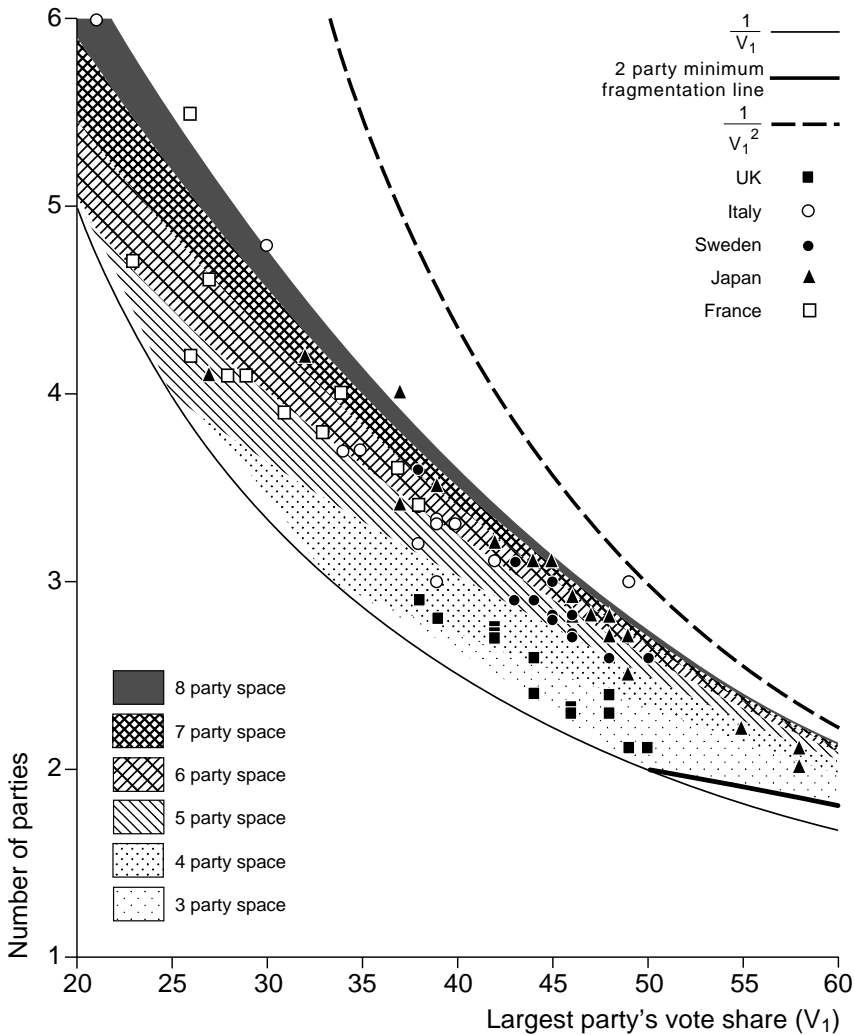 6
5
4
3
2
1
Number of parties
1
V₁
2 party minimum
fragmentation line
1
V₁²
UK
Italy
Sweden
Japan
France
8 party space
7 party space
6 party space
5 party space
4 party space
3 party space
20 25 30 35 40 45 50 55 60
Largest party's vote share (V₁)